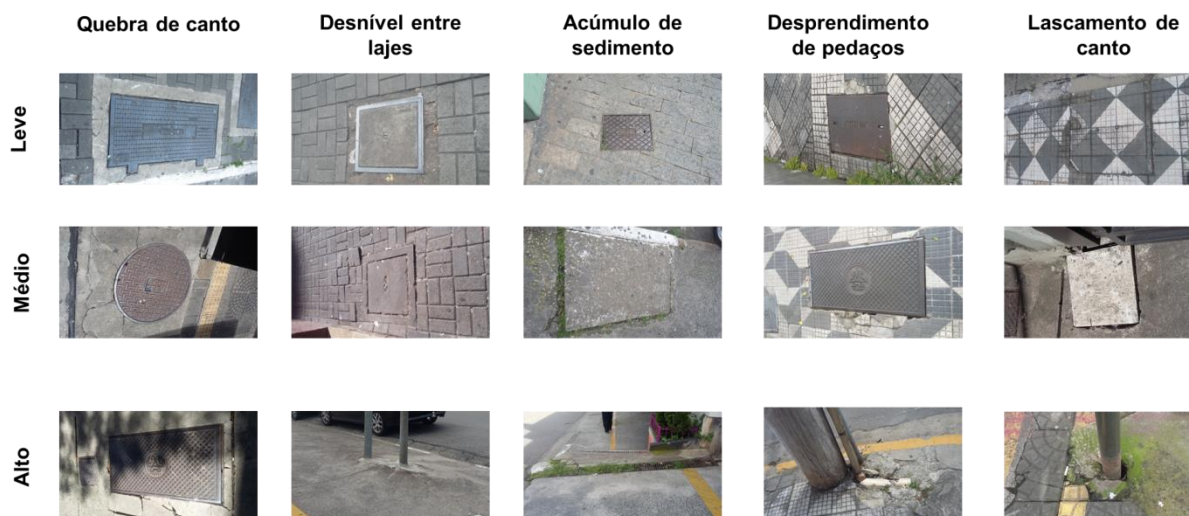 Quebra de canto
Desnível entre
lajes
Acúmulo de
sedimento
Desprendimento
de pedaços
Lascamento de
canto
Leve
Médio
Alto